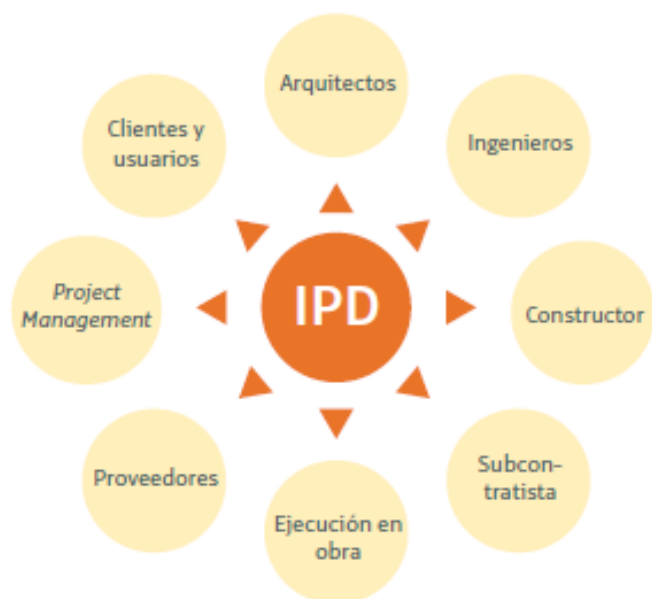 Arquitectos
Clientes y
usuarios
Ingenieros
Project
Management
IPD
Constructor
Proveedores
Subcon-
tratista
Ejecución en
obra